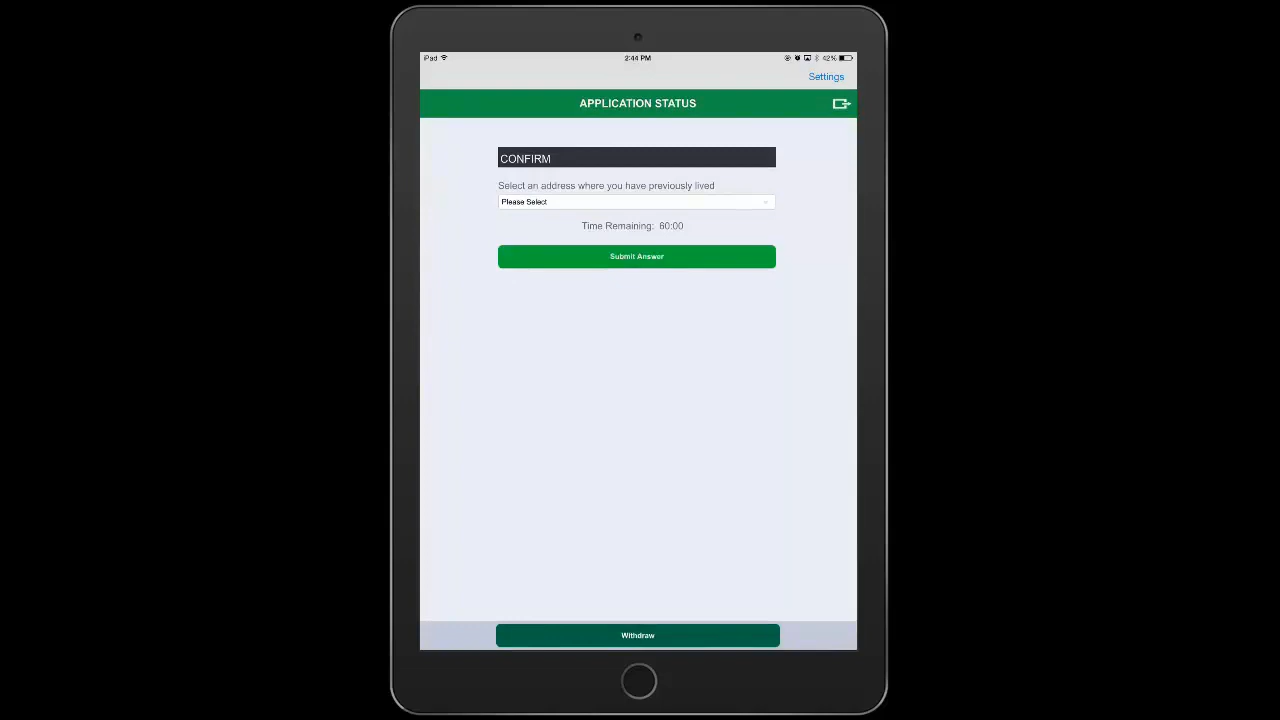 iPad 2:44 PM 42%
Settings
APPLICATION STATUS
CONFIRM
Select an address where you have previously lived
Please Select
Time Remaining: 60:00
Submit Answer
Withdraw